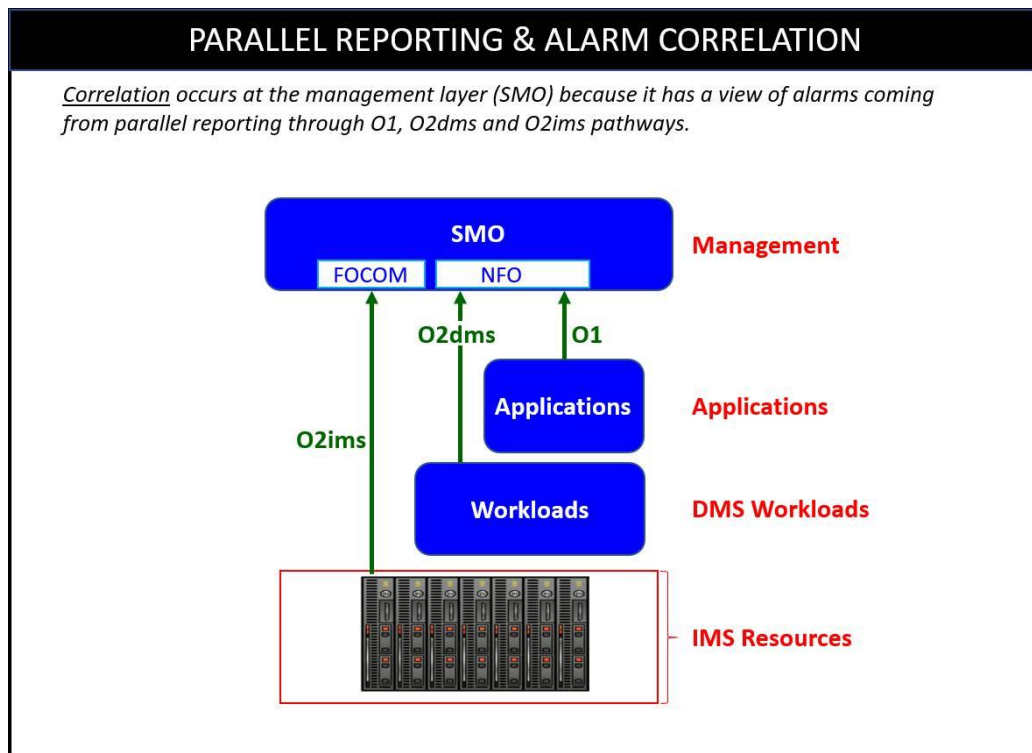 PARALLEL REPORTING & ALARM CORRELATION
Correlation occurs at the management layer (SMO) because it has a view of alarms coming
from parallel reporting through O1, O2dms and O2ims pathways.
SMO
Management
FOCOM
NFO
O2dms
O1
Applications
Applications
O2ims
Workloads
DMS Workloads
IMS Resources